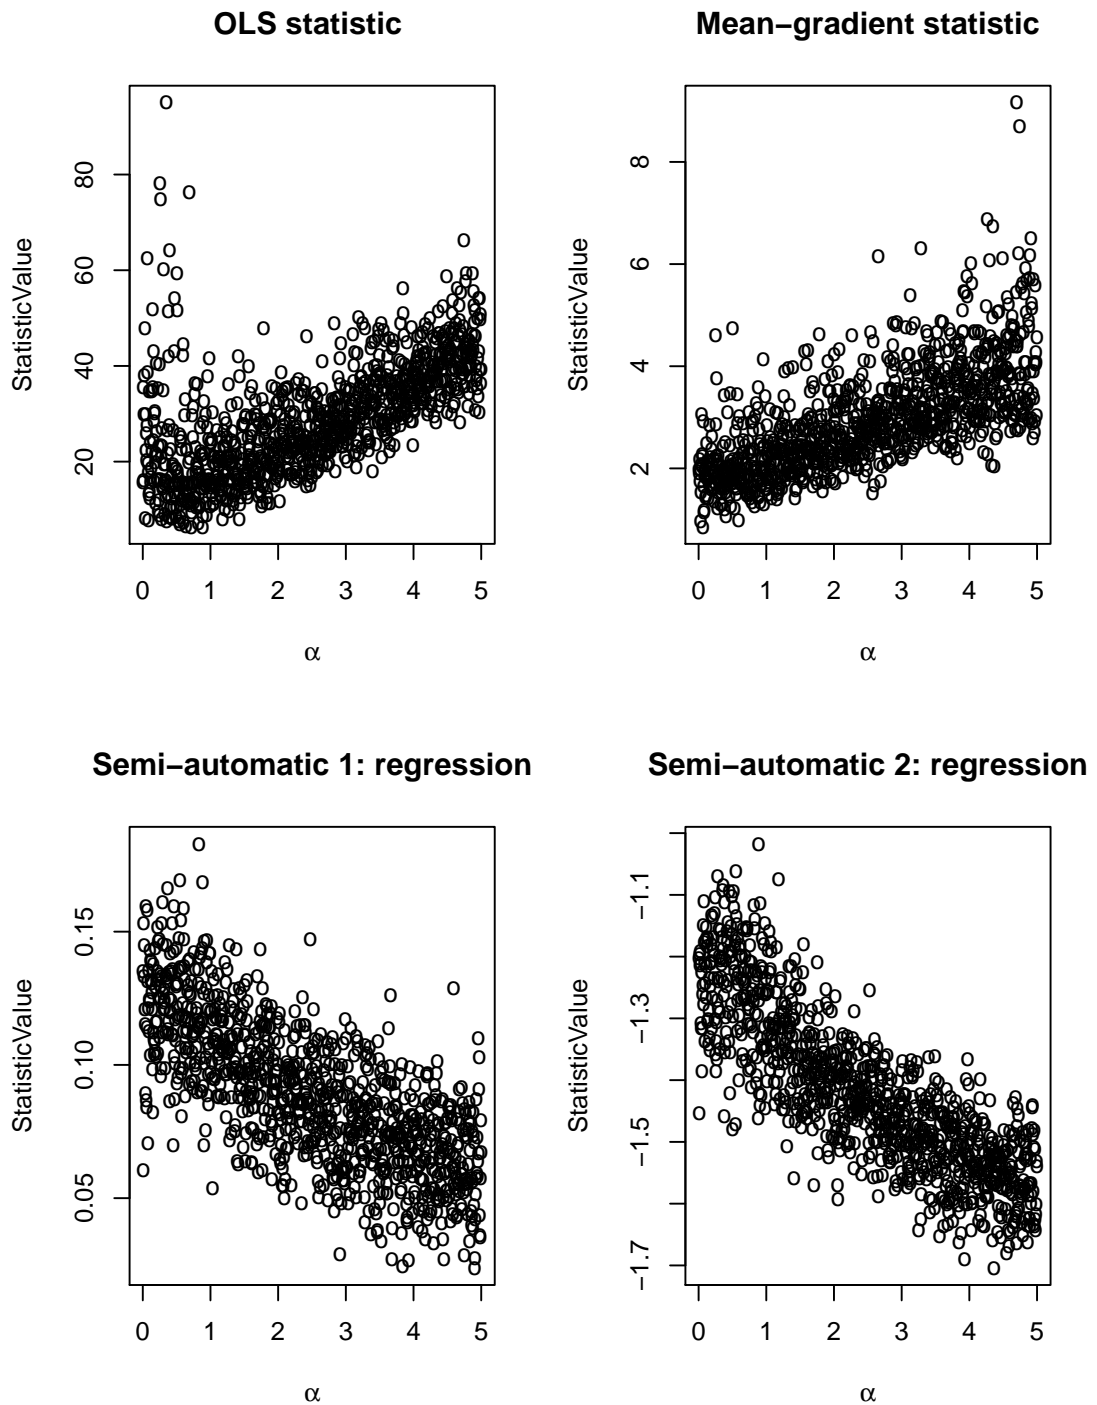 OLS statistic
StatisticValue
20 40 60 80
0 1 2 3 4 5
α
Mean−gradient statistic
StatisticValue
2 4 6 8
0 1 2 3 4 5
α
Semi−automatic 1: regression
StatisticValue
0.05 0.10 0.15
0 1 2 3 4 5
α
Semi−automatic 2: regression
StatisticValue
−1.7 −1.5 −1.3 −1.1
0 1 2 3 4 5
α